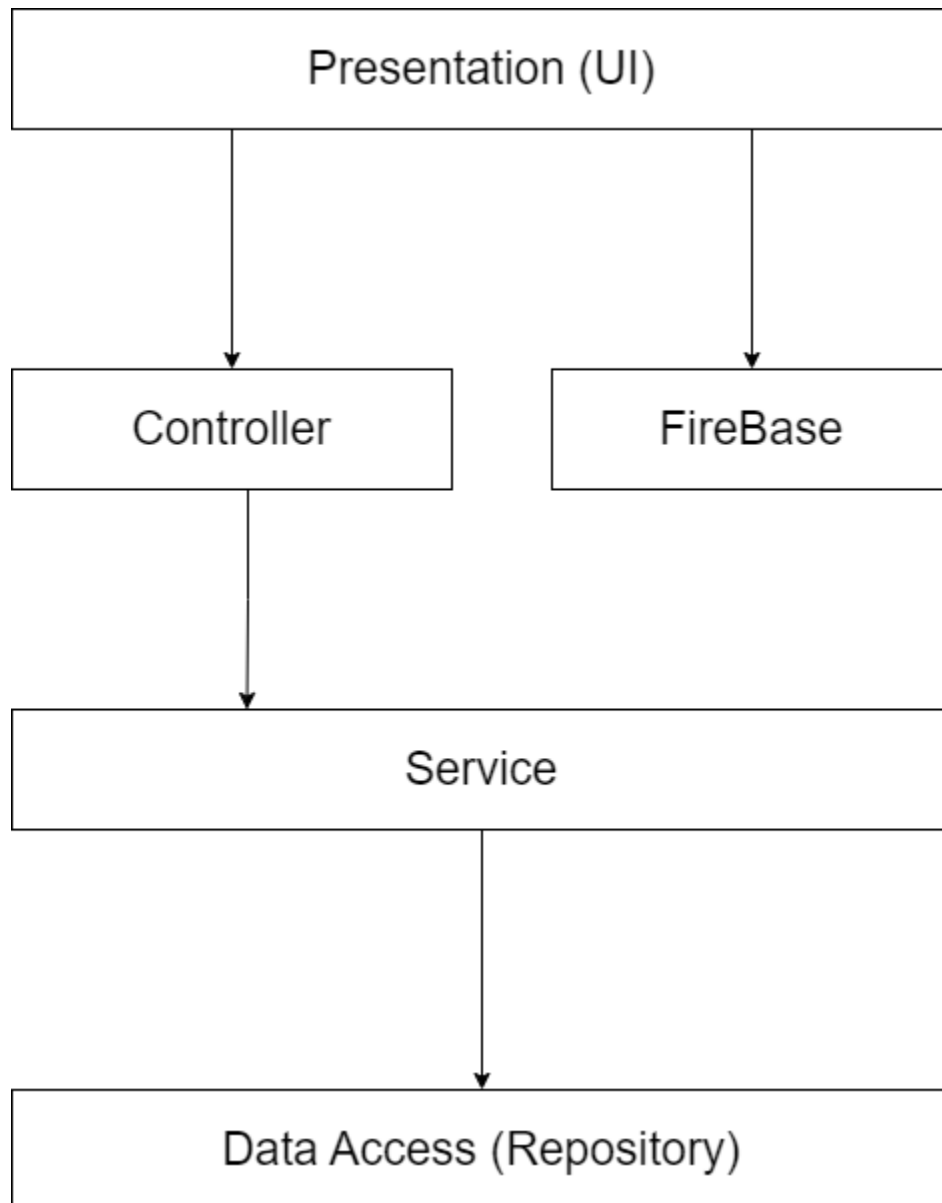 Presentation (UI)
Controller
FireBase
Service
Data Access (Repository)